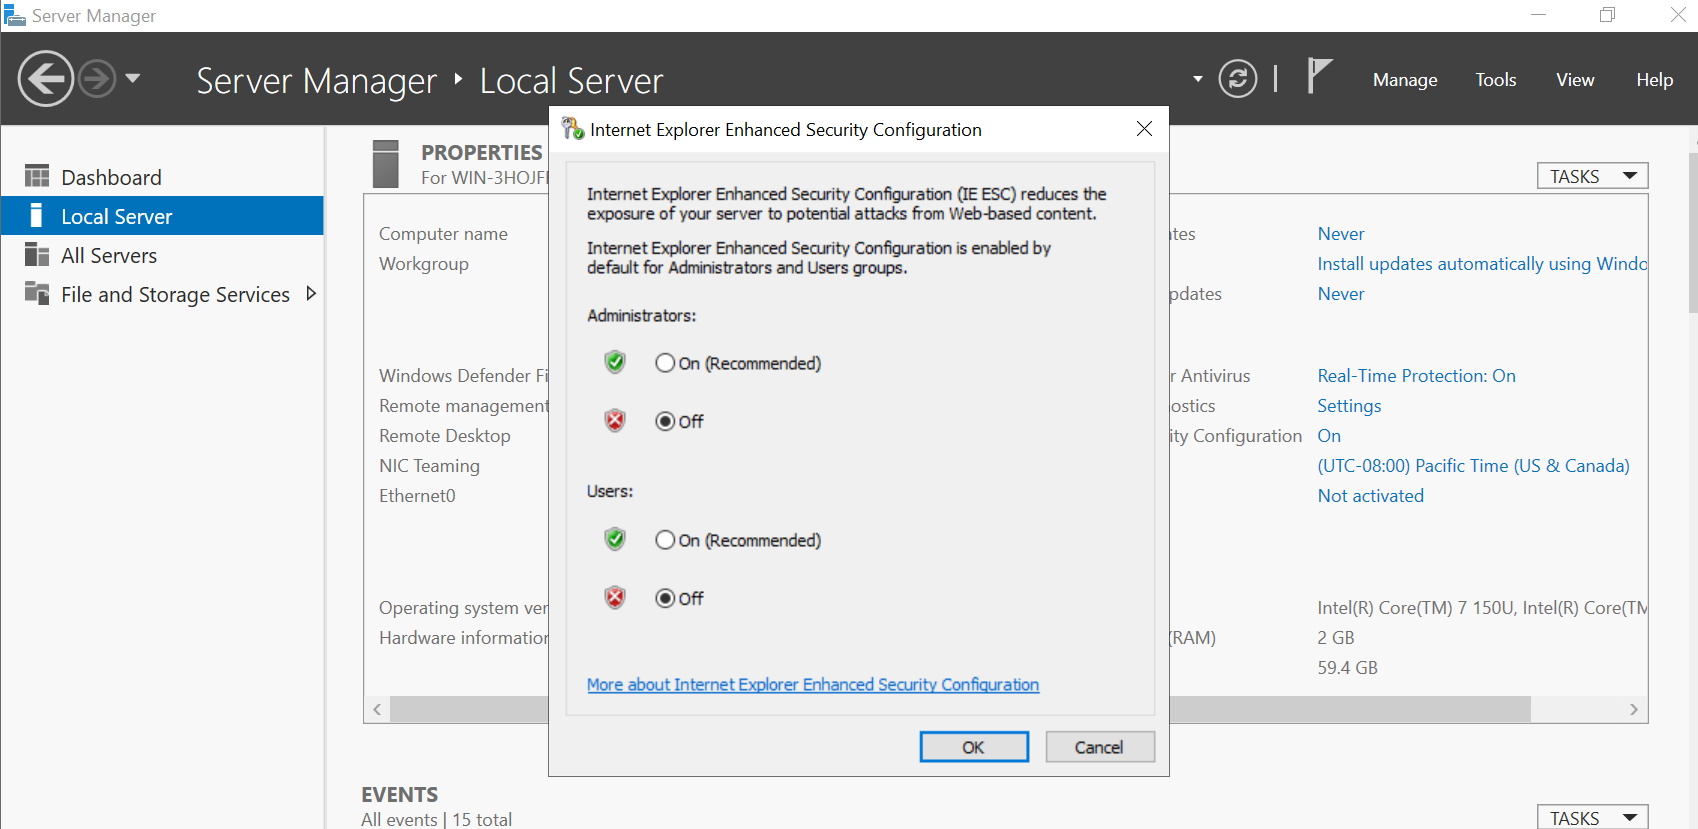 Server Manager
Server Manager ‣ Local Server
Manage Tools View Help
Dashboard
Local Server
All Servers
File and Storage Services
PROPERTIES
For WIN-3HOJF
TASKS
Computer name
Workgroup
Windows Defender Fi
Remote management
Remote Desktop
NIC Teaming
Ethernet0
Operating system ver
Hardware information
Internet Explorer Enhanced Security Configuration
Internet Explorer Enhanced Security Configuration (IE ESC) reduces the
exposure of your server to potential attacks from Web-based content.
Internet Explorer Enhanced Security Configuration is enabled by
default for Administrators and Users groups.
Administrators:
On (Recommended)
Off
Users:
On (Recommended)
Off
More about Internet Explorer Enhanced Security Configuration
OK Cancel
ates Never
Install updates automatically using Windo
pdates Never
r Antivirus Real-Time Protection: On
ostics Settings
ity Configuration On
(UTC-08:00) Pacific Time (US & Canada)
Not activated
Intel(R) Core(TM) 7 150U, Intel(R) Core(TM
(RAM) 2 GB
59.4 GB
EVENTS
All events | 15 total
TASKS